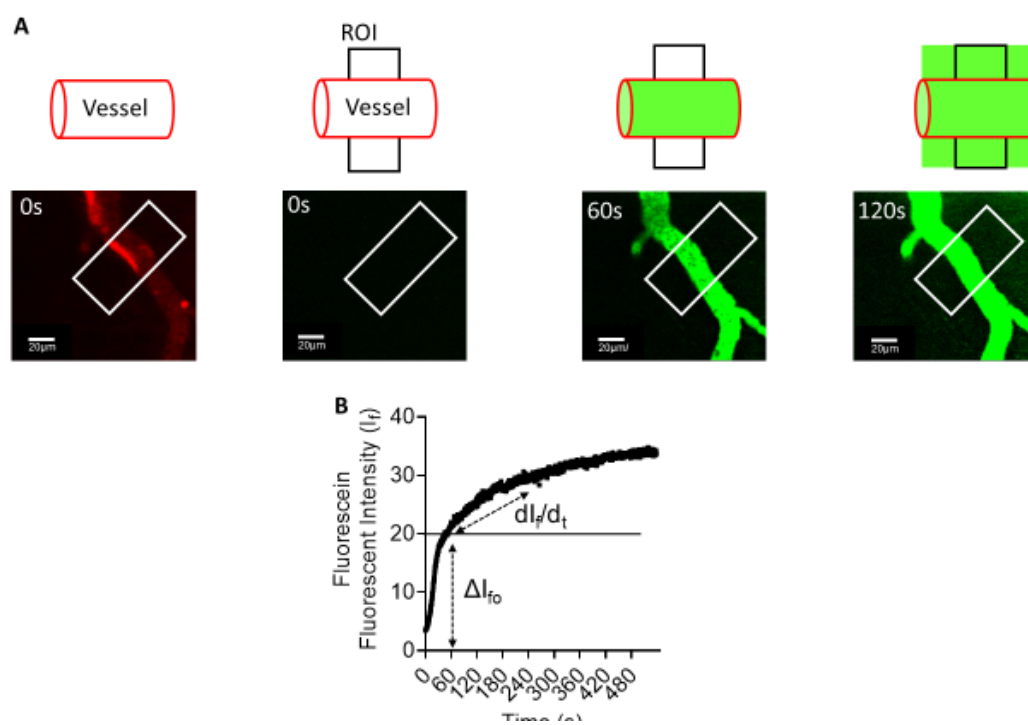 A
ROI
Vessel
Vessel
0s
20μm
0s
20μm
60s
20μm/
120s
20μm
B
Fluorescein
Fluorescent Intensity (If)
40
30
20
10
0
dIf/dt
ΔIfo
0
60
120
180
240
300
360
420
480
Time (s)